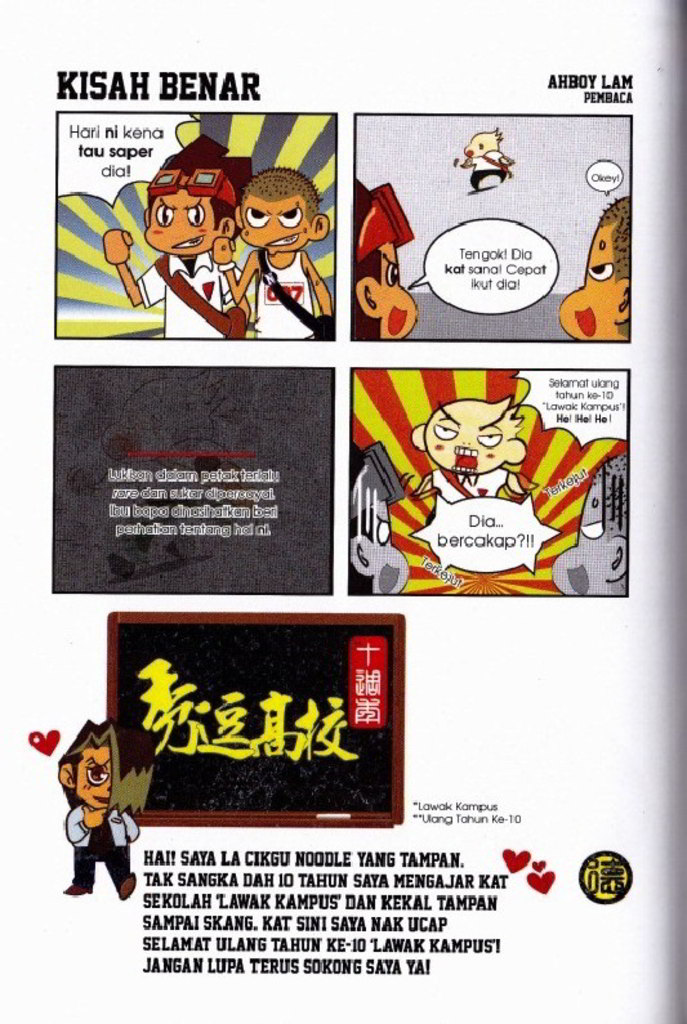 KISAH BENAR
AHBOY LAM
PEMBACA
Hari ni kena
tau saper
dia!
Okey!
Tengok! Dia
kat sana! Cepat
ikut dia!
Lukisan dalam petak terlalu
rare dan sukar dipercayai.
Ibu bapa dinasihatkan beri
perhatian tentang hal ni.
Selamat ulang
tahun ke-10
"Lawak Kampus"!
He! He! He!
Terkejut
Dia...
bercakap?!!
Terkejut
十週年
爆逗高校
*Lawak Kampus
**Ulang Tahun Ke-10
HAI! SAYA LA CIKGU NOODLE YANG TAMPAN.
TAK SANGKA DAH 10 TAHUN SAYA MENGAJAR KAT
SEKOLAH 'LAWAK KAMPUS' DAN KEKAL TAMPAN
SAMPAI SKANG. KAT SINI SAYA NAK UCAP
SELAMAT ULANG TAHUN KE-10 'LAWAK KAMPUS'!
JANGAN LUPA TERUS SOKONG SAYA YA!